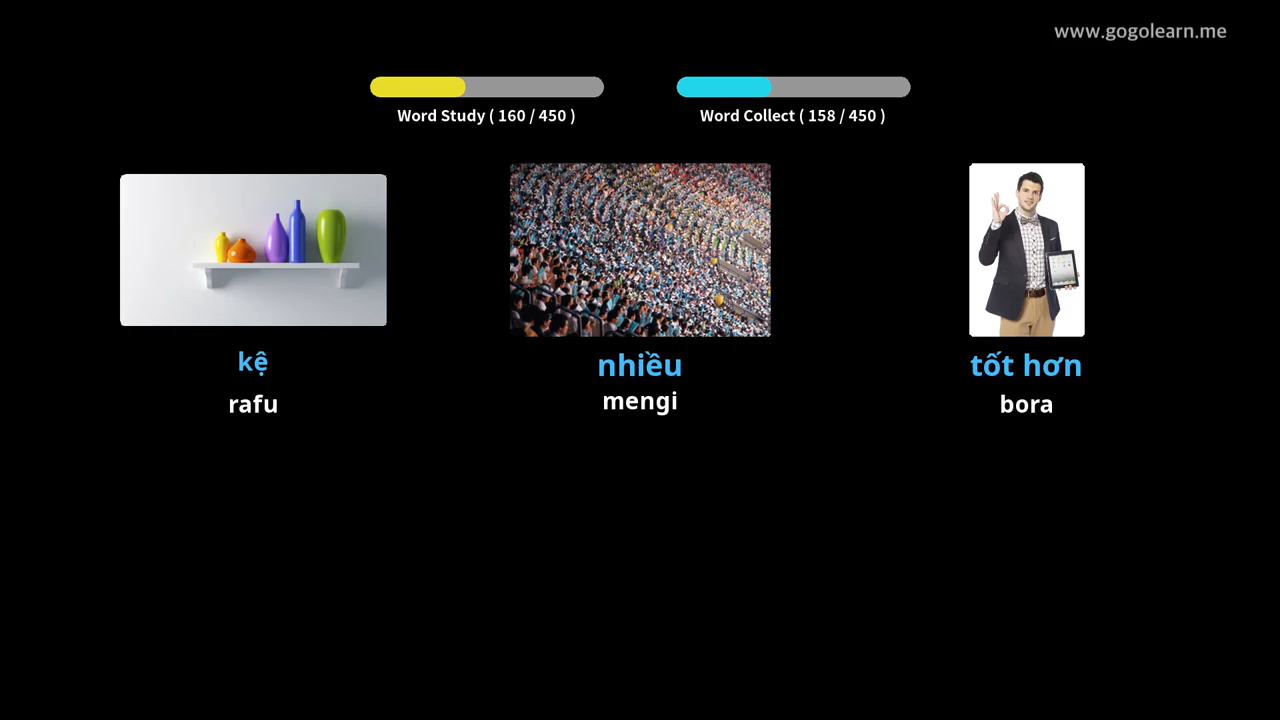 www.gogolearn.me
Word Study ( 160 / 450 )
Word Collect ( 158 / 450 )
kệ
nhiều
tốt hơn
rafu
mengi
bora